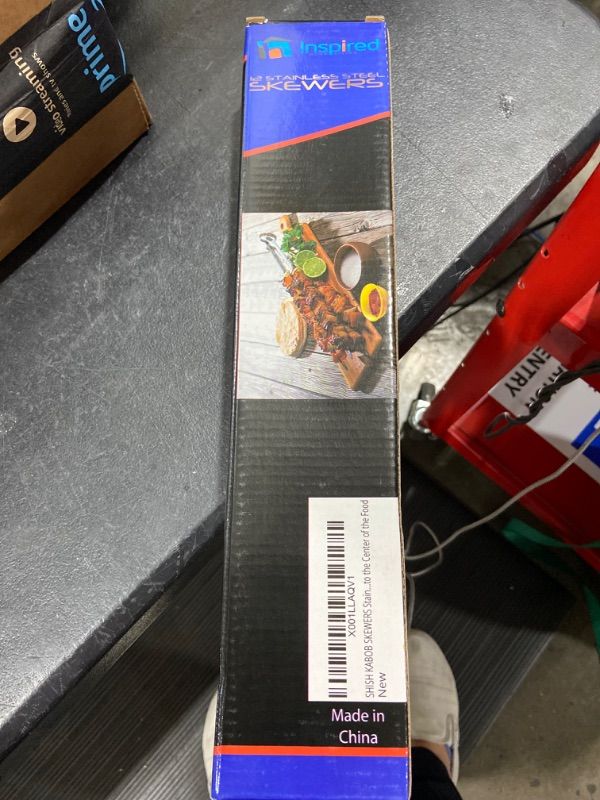 Inspired
12 STAINLESS STEEL
SKEWERS
X001LLAQV1
SHISH KABOB SKEWERS Stain...to the Center of the Food
New
Made in
China
prime
video streaming
ENTRY